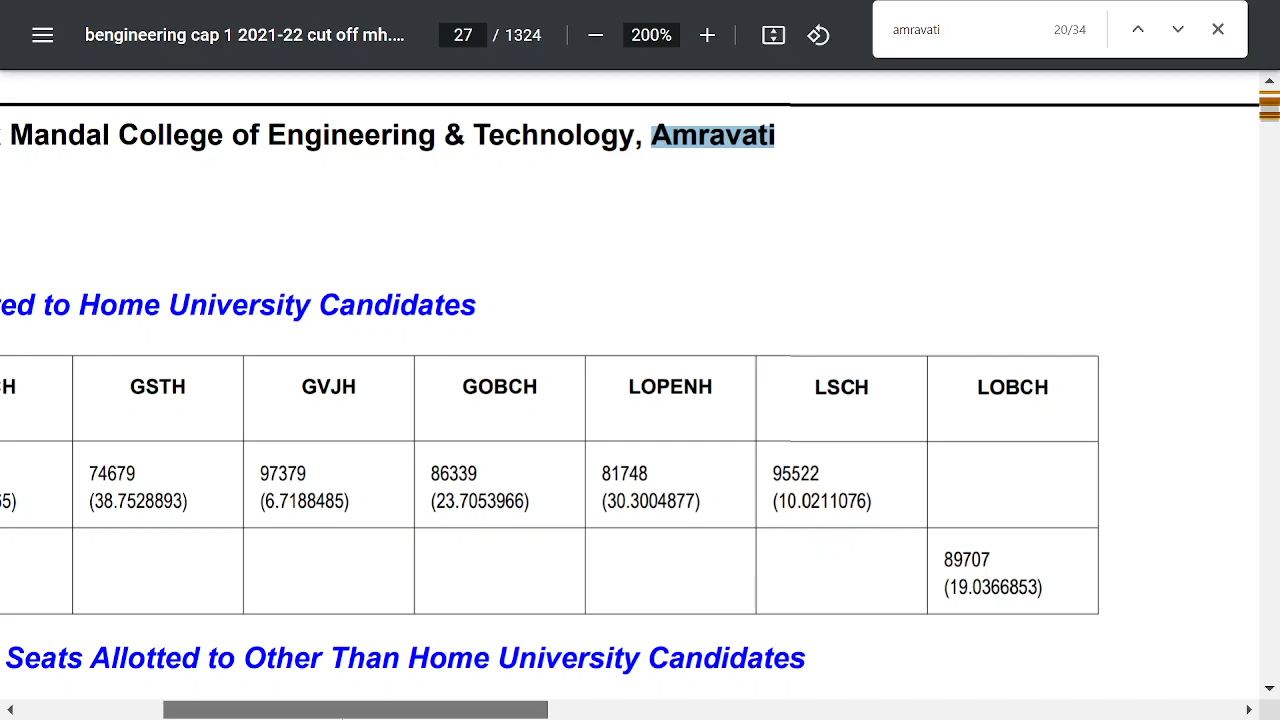 bengineering cap 1 2021-22 cut off mh.... 27 / 1324 200% amravati 20/34
Mandal College of Engineering & Technology, Amravati
ed to Home University Candidates
H GSTH GVJH GOBCH LOPENH LSCH LOBCH
74679 97379 86339 81748 95522
5) (38.7528893) (6.7188485) (23.7053966) (30.3004877) (10.0211076)
89707
(19.0366853)
Seats Allotted to Other Than Home University Candidates